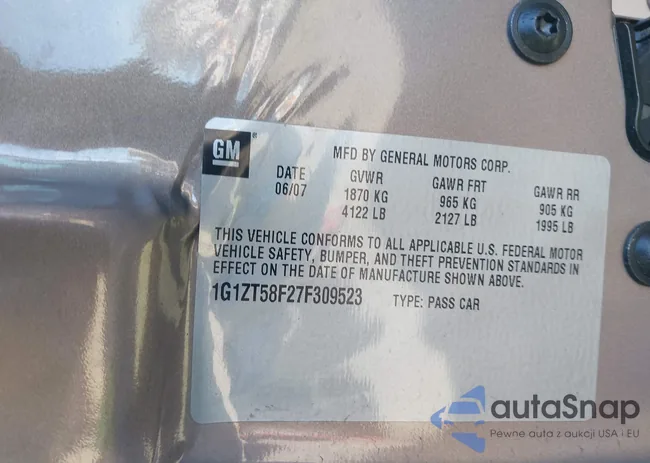 GM
MFD BY GENERAL MOTORS CORP.
DATE GVWR GAWR FRT GAWR RR
06/07 1870 KG 965 KG 905 KG
4122 LB 2127 LB 1995 LB
THIS VEHICLE CONFORMS TO ALL APPLICABLE U.S. FEDERAL MOTOR
VEHICLE SAFETY, BUMPER, AND THEFT PREVENTION STANDARDS IN
EFFECT ON THE DATE OF MANUFACTURE SHOWN ABOVE.
1G1ZT58F27F309523 TYPE: PASS CAR
autaSnap
Pewne auta z aukcji USA i EU